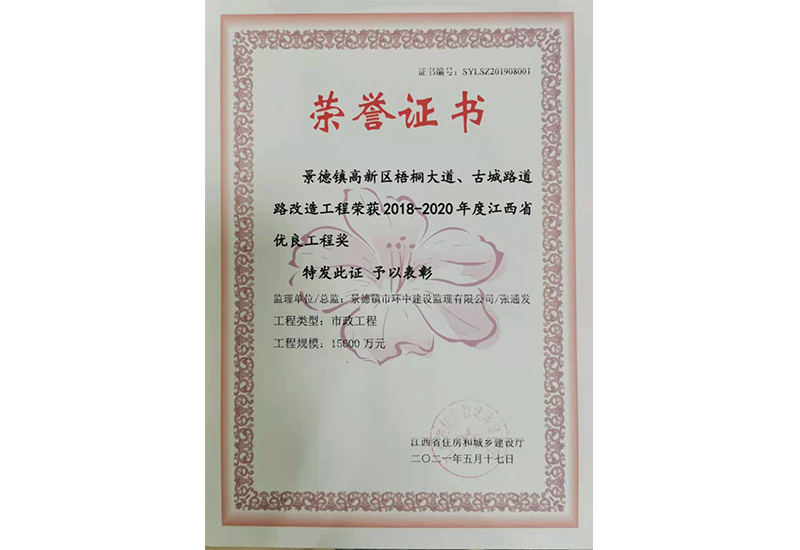 证书编号：SYLSZ201908001
荣誉证书
景德镇高新区梧桐大道、古城路道
路改造工程荣获2018-2020年度江西省
优良工程奖
特发此证 予以表彰
监理单位/总监：景德镇市环中建设监理有限公司/张通发
工程类型：市政工程
工程规模：15600万元
江西省住房和城乡建设厅
二〇二一年五月十七日